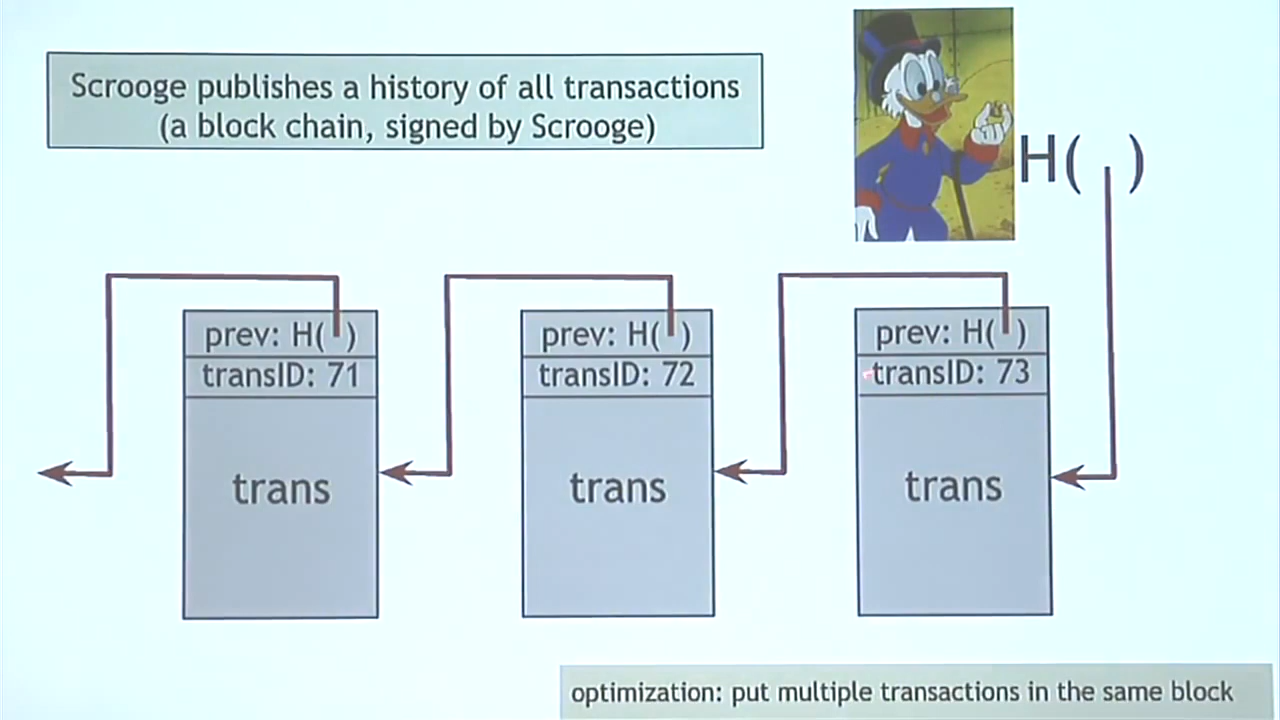 Scrooge publishes a history of all transactions
(a block chain, signed by Scrooge)
H( )
prev: H( )
transID: 71
trans
prev: H( )
transID: 72
trans
prev: H( )
transID: 73
trans
optimization: put multiple transactions in the same block